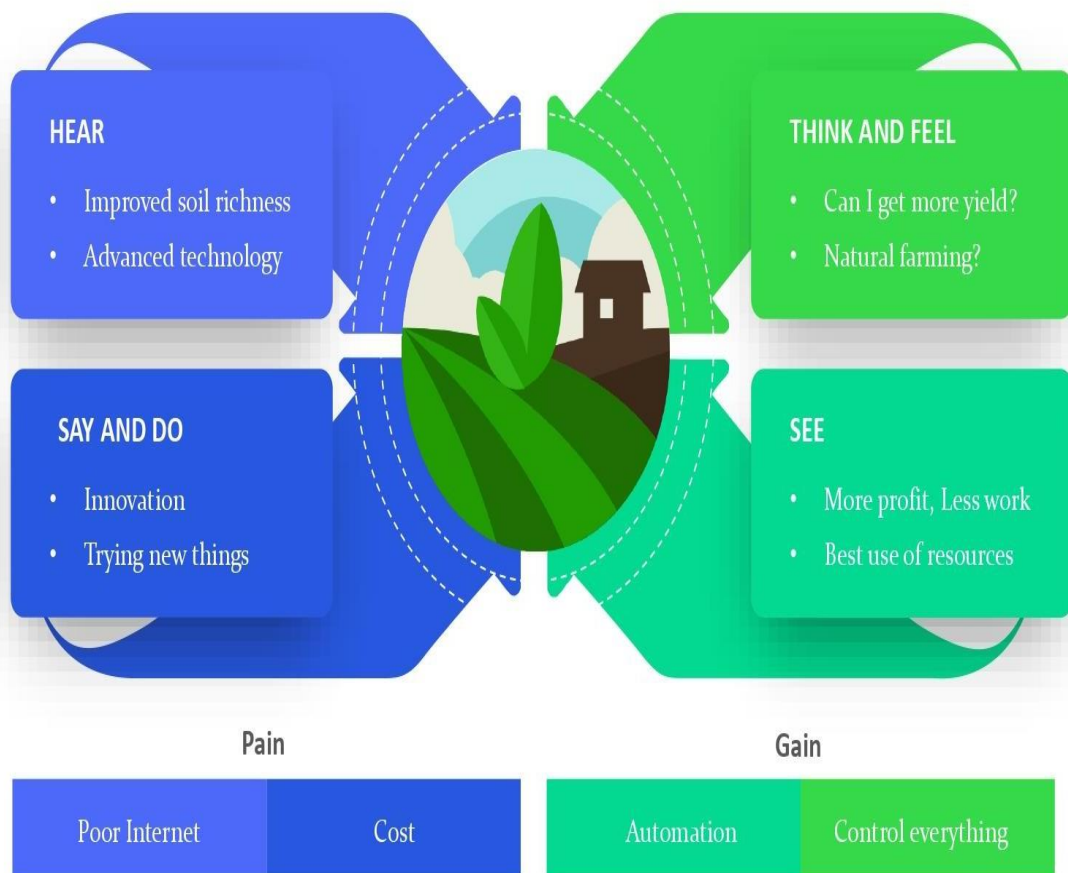 HEAR
• Improved soil richness
• Advanced technology
THINK AND FEEL
• Can I get more yield?
• Natural farming?
SAY AND DO
• Innovation
• Trying new things
SEE
• More profit, Less work
• Best use of resources
Pain
Gain
Poor Internet
Cost
Automation
Control everything